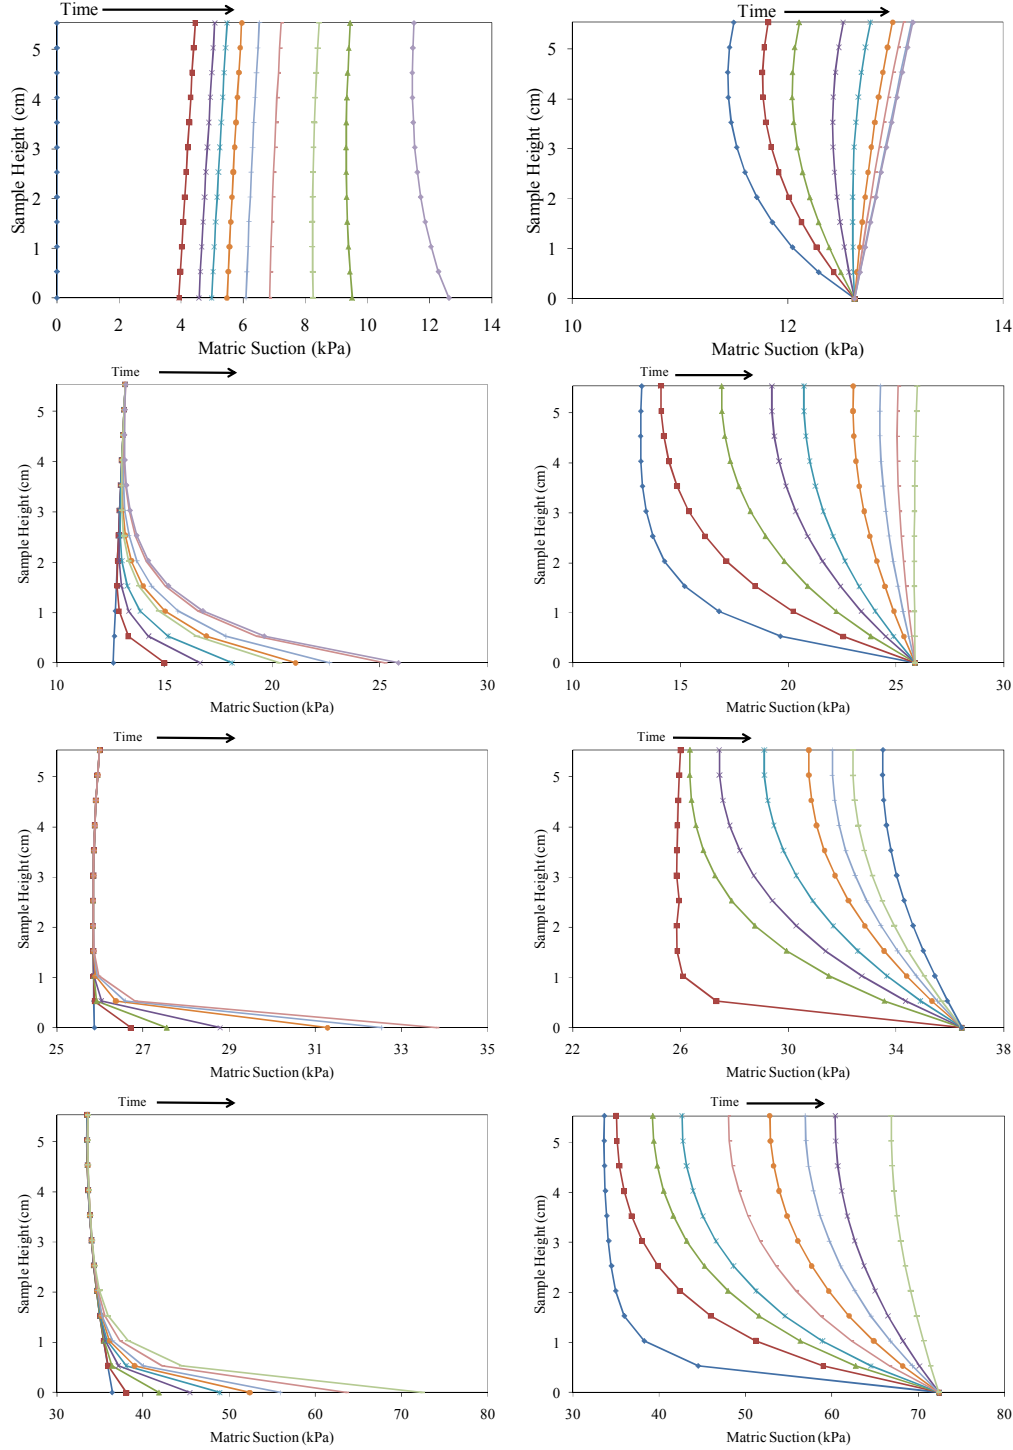 Time
5
4
3
2
1
0
Sample Height (cm)
0 2 4 6 8 10 12 14
Matric Suction (kPa)
Time
5
4
3
2
1
0
Sample Height (cm)
10 12 14
Matric Suction (kPa)
Time
5
4
3
2
1
0
Sample Height (cm)
10 15 20 25 30
Matric Suction (kPa)
Time
5
4
3
2
1
0
Sample Height (cm)
10 15 20 25 30
Matric Suction (kPa)
Time
5
4
3
2
1
0
Sample Height (cm)
25 27 29 31 33 35
Matric Suction (kPa)
Time
5
4
3
2
1
0
Sample Height (cm)
22 26 30 34 38
Matric Suction (kPa)
Time
5
4
3
2
1
0
Sample Height (cm)
30 40 50 60 70 80
Matric Suction (kPa)
Time
5
4
3
2
1
0
Sample Height (cm)
30 40 50 60 70 80
Matric Suction (kPa)